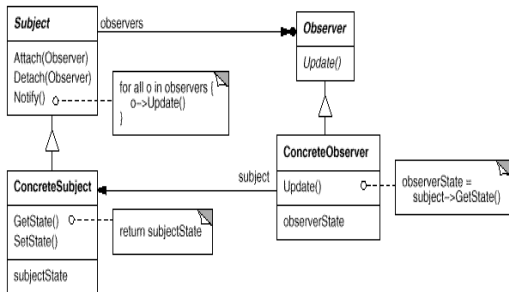 Subject
observers
Observer
Attach(Observer)
Detach(Observer)
Notify()
for all o in observers {
o->Update()
}
Update()
ConcreteSubject
GetState()
SetState()
subjectState
return subjectState
subject
ConcreteObserver
Update()
observerState
observerState =
subject->GetState()